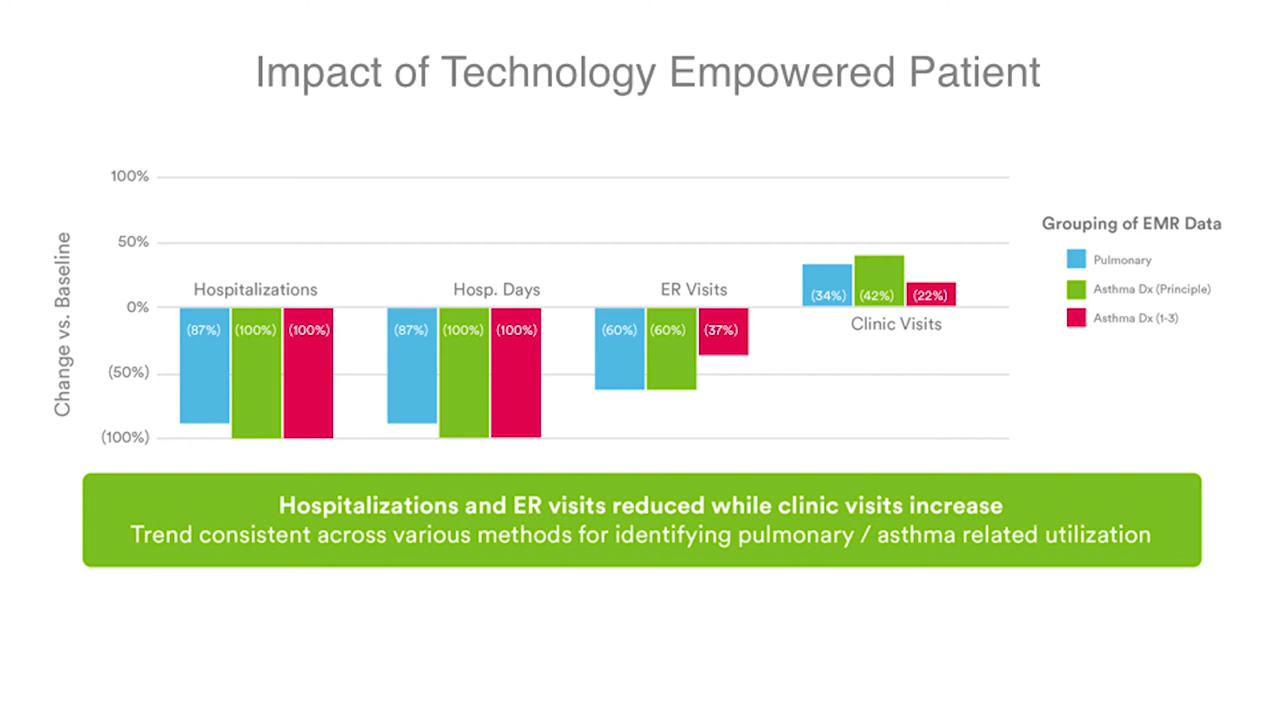 Impact of Technology Empowered Patient
Change vs. Baseline
100%
50%
0%
(50%)
(100%)
Hospitalizations
(87%) (100%) (100%)
Hosp. Days
(87%) (100%) (100%)
ER Visits
(60%) (60%) (37%)
(34%) (42%) (22%)
Clinic Visits
Grouping of EMR Data
Pulmonary
Asthma Dx (Principle)
Asthma Dx (1-3)
Hospitalizations and ER visits reduced while clinic visits increase
Trend consistent across various methods for identifying pulmonary / asthma related utilization